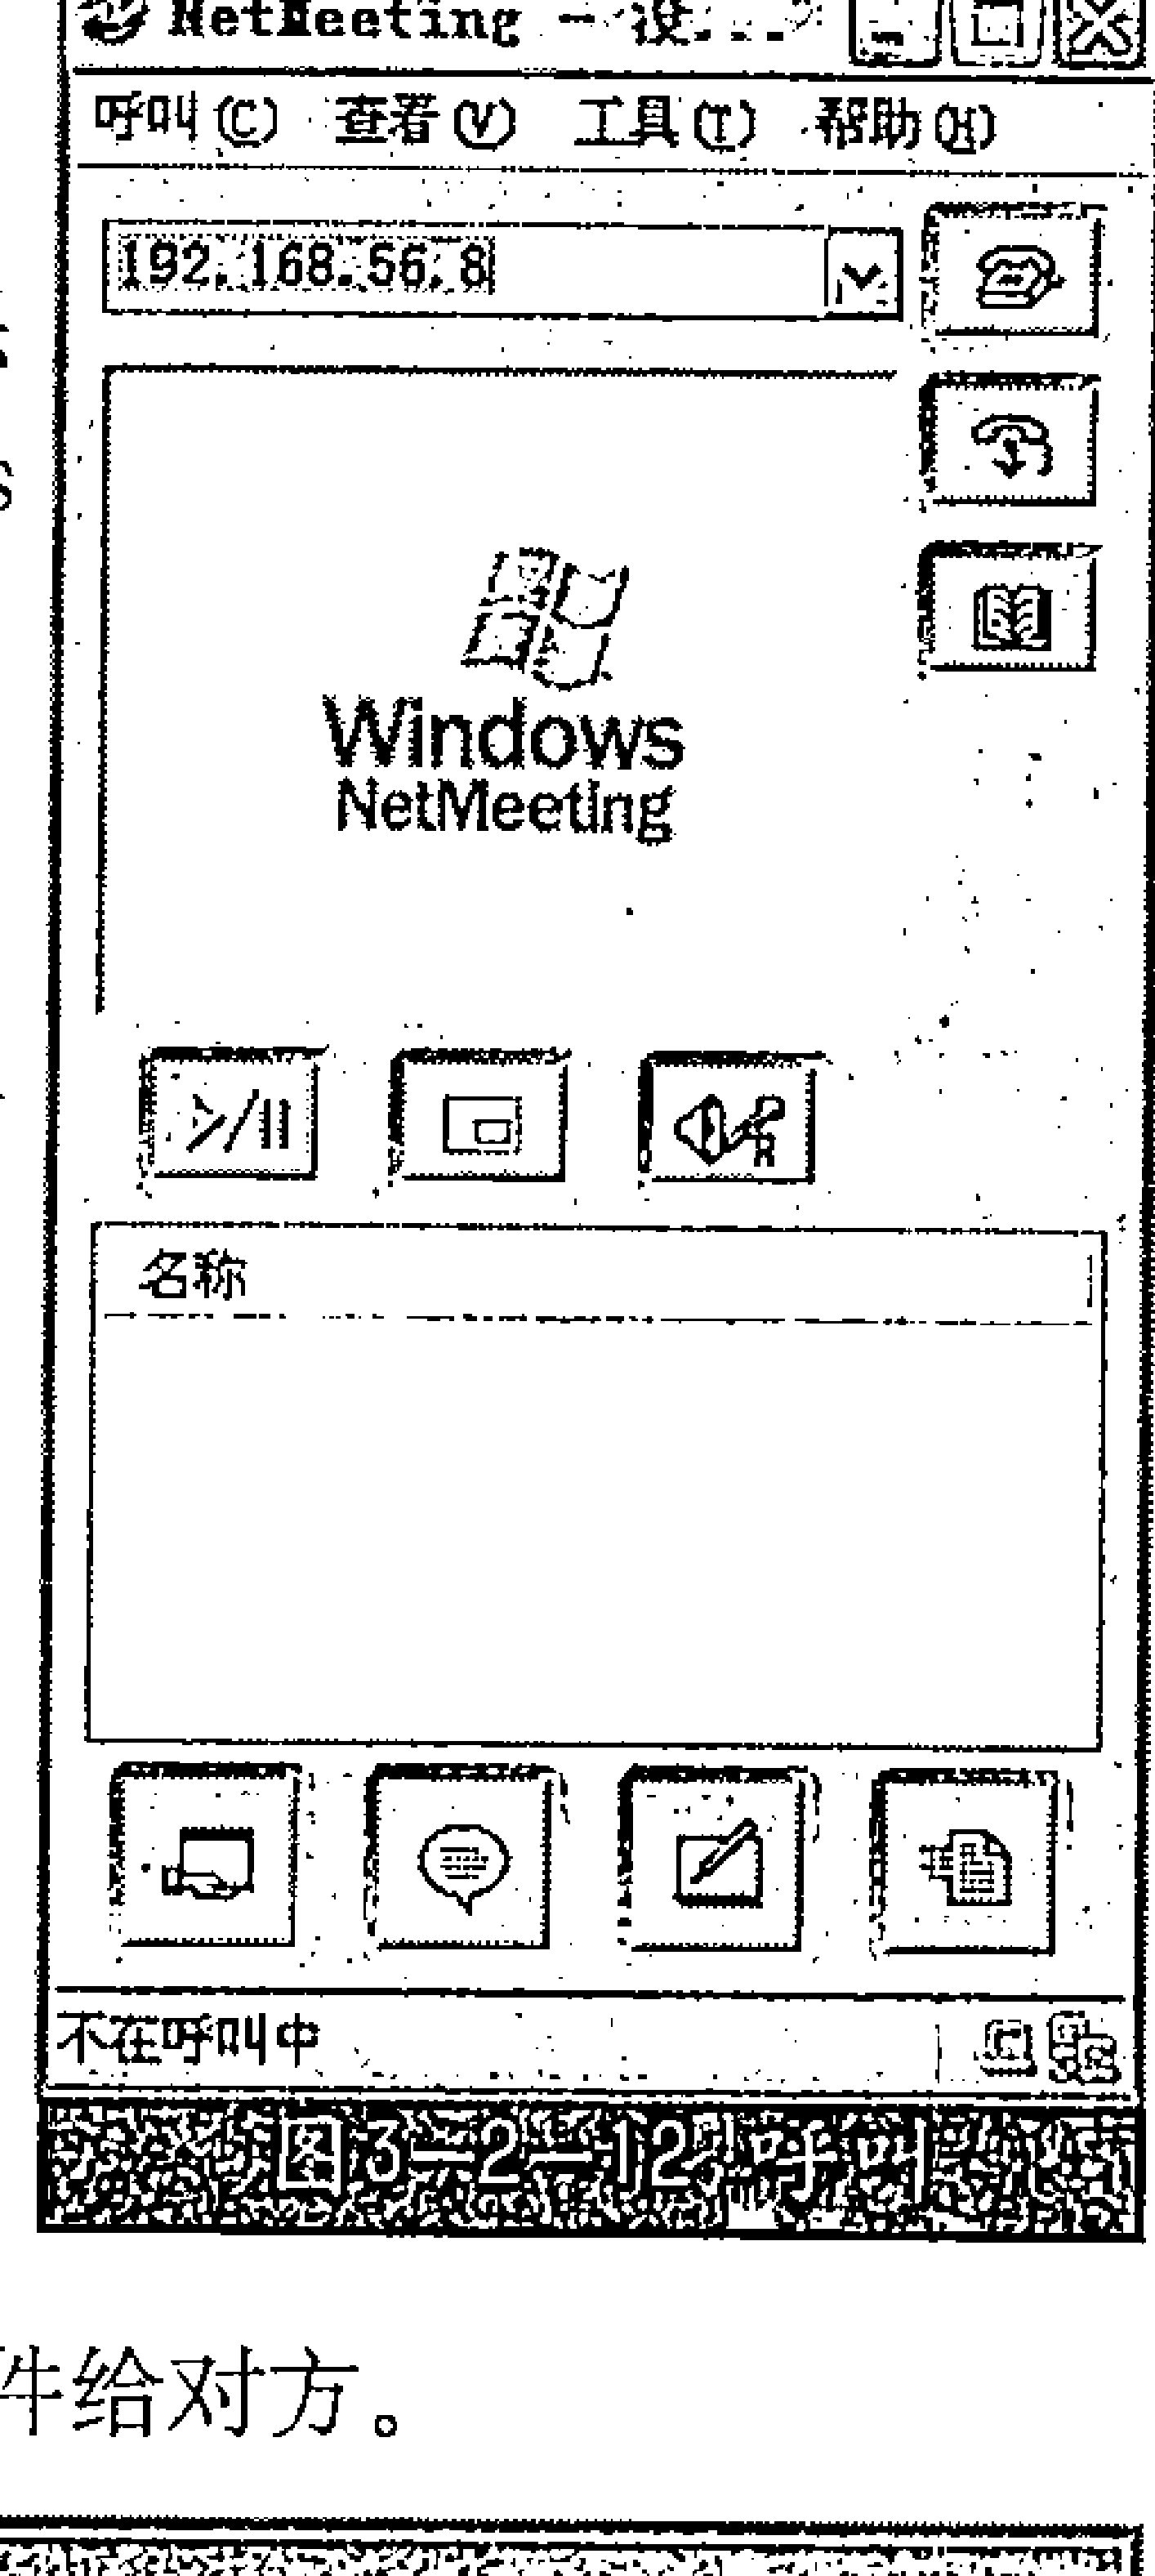 NetMeeting - 设...
呼叫(C) 查看(V) 工具(T) 帮助(H)
192.168.56.8
Windows
NetMeeting
名称
不在呼叫中
图3-2-12 呼叫
件给对方。